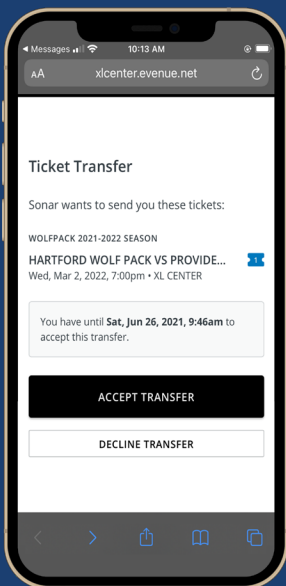 Messages
10:13 AM
AA xlcenter.evenue.net
Ticket Transfer
Sonar wants to send you these tickets:
WOLFPACK 2021-2022 SEASON
HARTFORD WOLF PACK VS PROVIDE... 1
Wed, Mar 2, 2022, 7:00pm • XL CENTER
You have until Sat, Jun 26, 2021, 9:46am to
accept this transfer.
ACCEPT TRANSFER
DECLINE TRANSFER